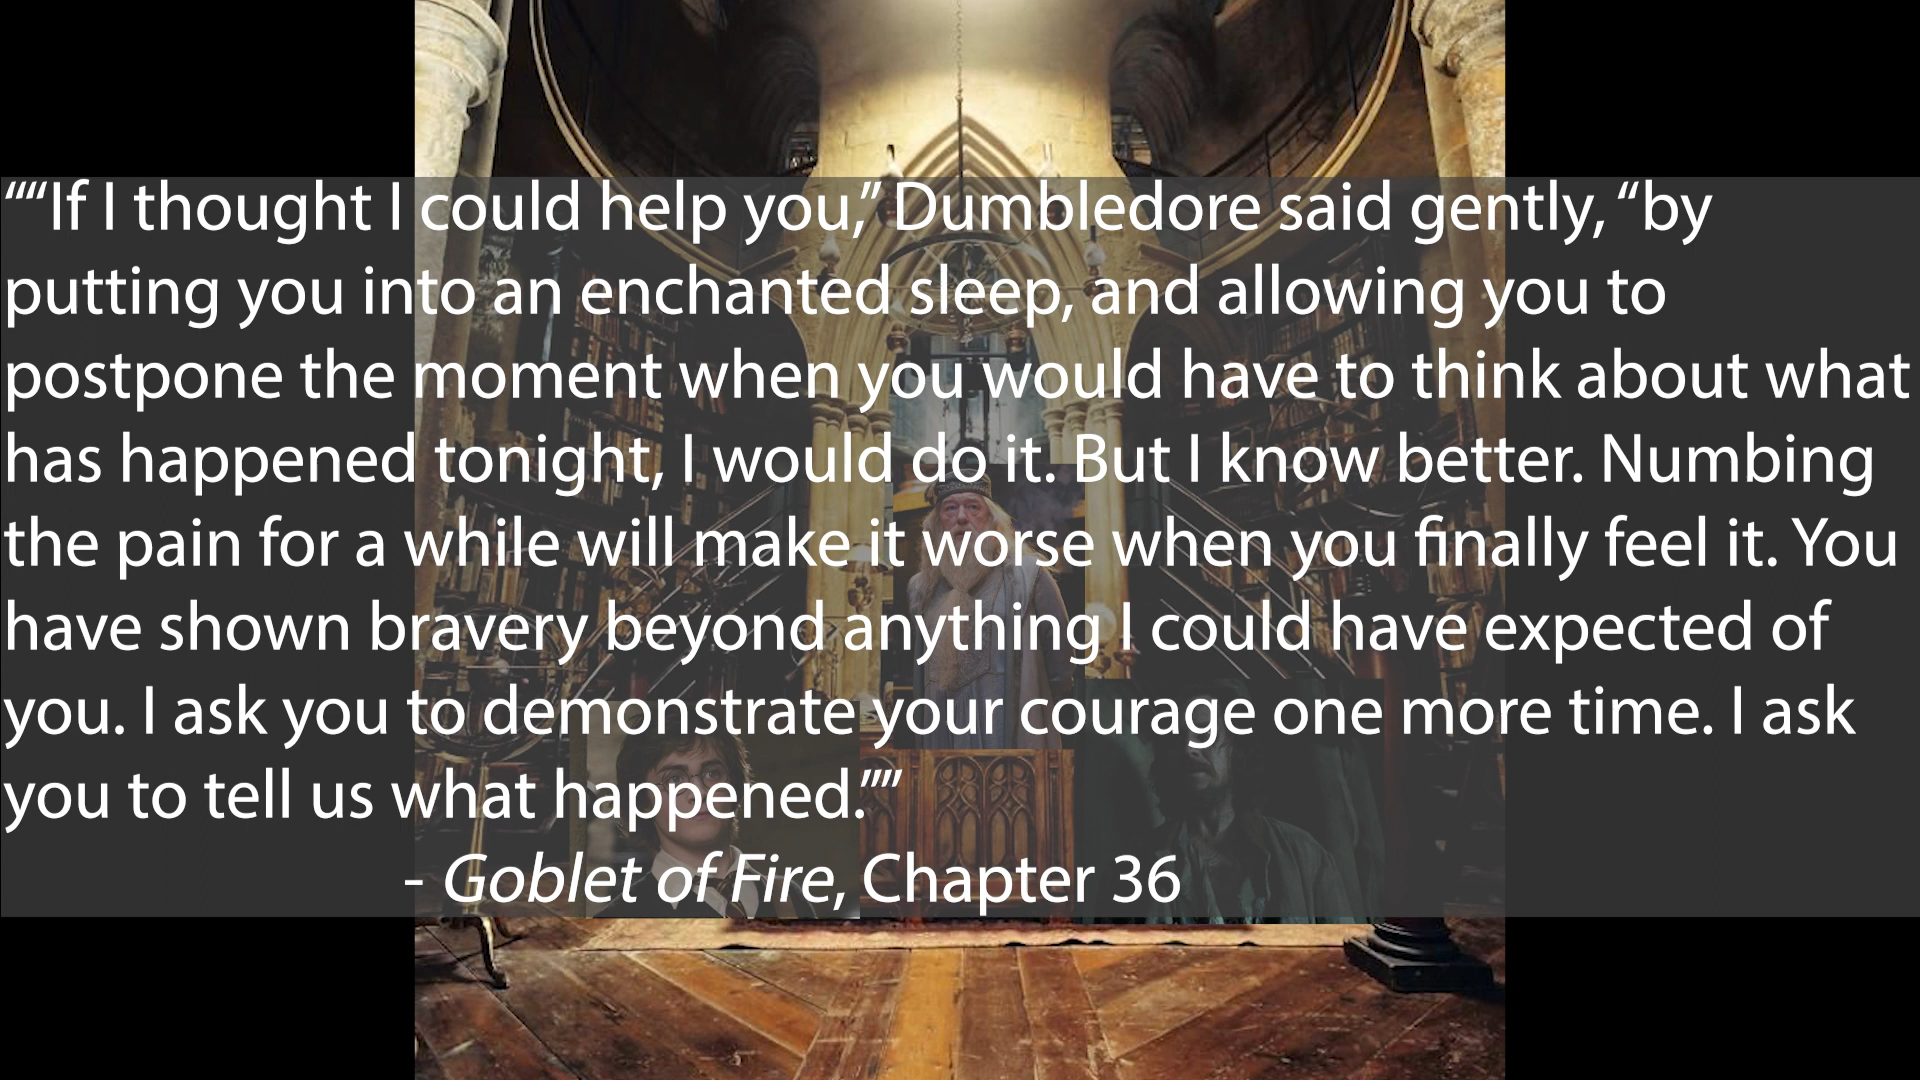 ““If I thought I could help you,” Dumbledore said gently, “by
putting you into an enchanted sleep, and allowing you to
postpone the moment when you would have to think about what
has happened tonight, I would do it. But I know better. Numbing
the pain for a while will make it worse when you finally feel it. You
have shown bravery beyond anything I could have expected of
you. I ask you to demonstrate your courage one more time. I ask
you to tell us what happened.””
- Goblet of Fire, Chapter 36